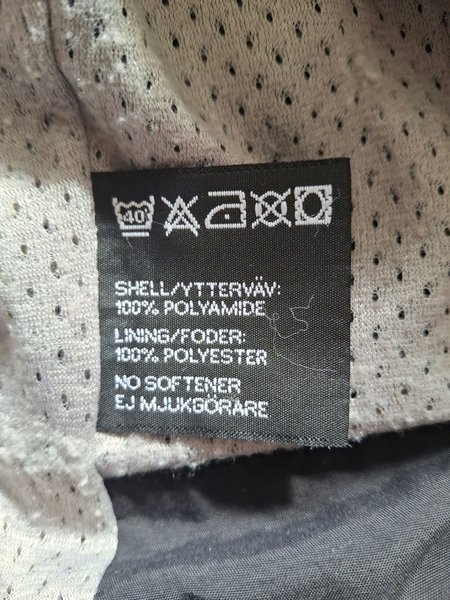 40
SHELL/YTTERVÄV:
100% POLYAMIDE
LINING/FODER:
100% POLYESTER
NO SOFTENER
EJ MJUKGÖRARE